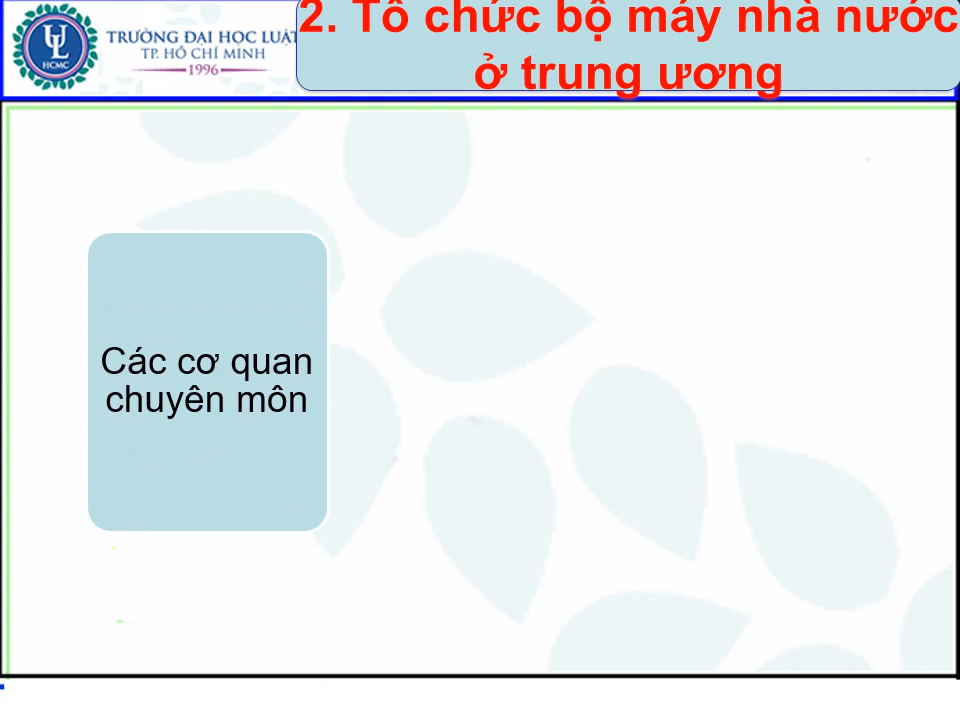 2. Tổ chức bộ máy nhà nước
ở trung ương
TRƯỜNG ĐẠI HỌC LUẬT
TP. HỒ CHÍ MINH
1996
HCMC
Các cơ quan
chuyên môn